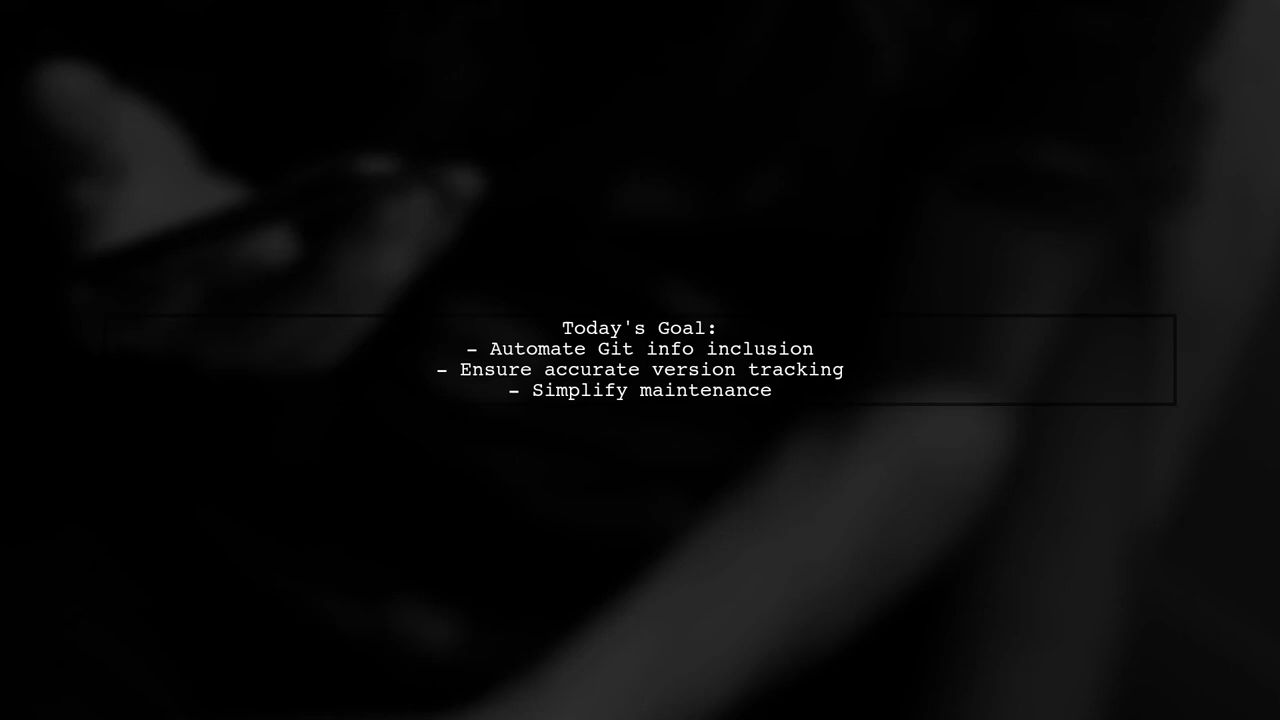 Today's Goal:
- Automate Git info inclusion
- Ensure accurate version tracking
- Simplify maintenance